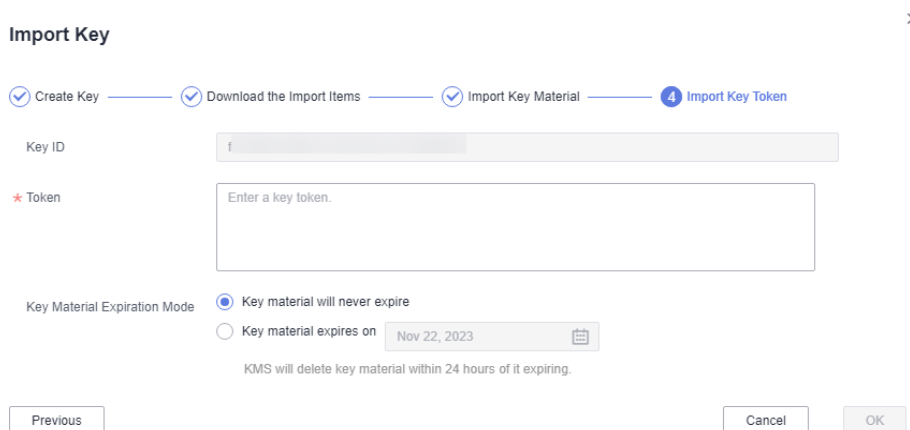 Import Key
Create Key Download the Import Items Import Key Material 4 Import Key Token
Key ID f
* Token Enter a key token.
Key Material Expiration Mode Key material will never expire
Key material expires on Nov 22, 2023
KMS will delete key material within 24 hours of it expiring.
Previous Cancel OK